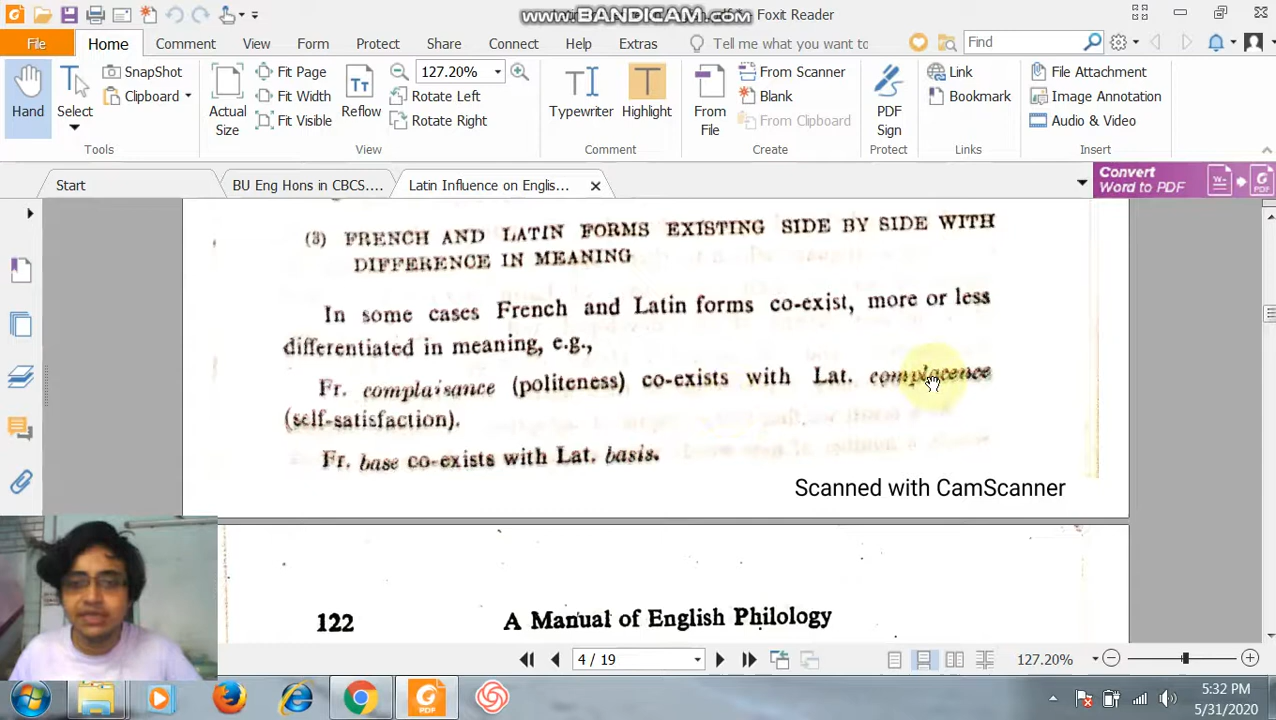 www.BANDICAM.com
Foxit Reader
File Home Comment View Form Protect Share Connect Help Extras Tell me what you want to Find
Hand
Select
SnapShot
Clipboard
Actual Size
Fit Page
Fit Width
Fit Visible
Reflow
127.20%
Rotate Left
Rotate Right
Typewriter
Highlight
From File
From Scanner
Blank
From Clipboard
PDF Sign
Link
Bookmark
File Attachment
Image Annotation
Audio & Video
Tools View Comment Create Protect Links Insert
Start BU Eng Hons in CBCS.... Latin Influence on Englis...
Convert
Word to PDF
(3) FRENCH AND LATIN FORMS EXISTING SIDE BY SIDE WITH
DIFFERENCE IN MEANING
In some cases French and Latin forms co-exist, more or less
differentiated in meaning, e.g.,
Fr. complaisance (politeness) co-exists with Lat. complacence
(self-satisfaction).
Fr. base co-exists with Lat. basis.
Scanned with CamScanner
122 A Manual of English Philology
4 / 19 127.20%
PDF
5:32 PM
5/31/2020